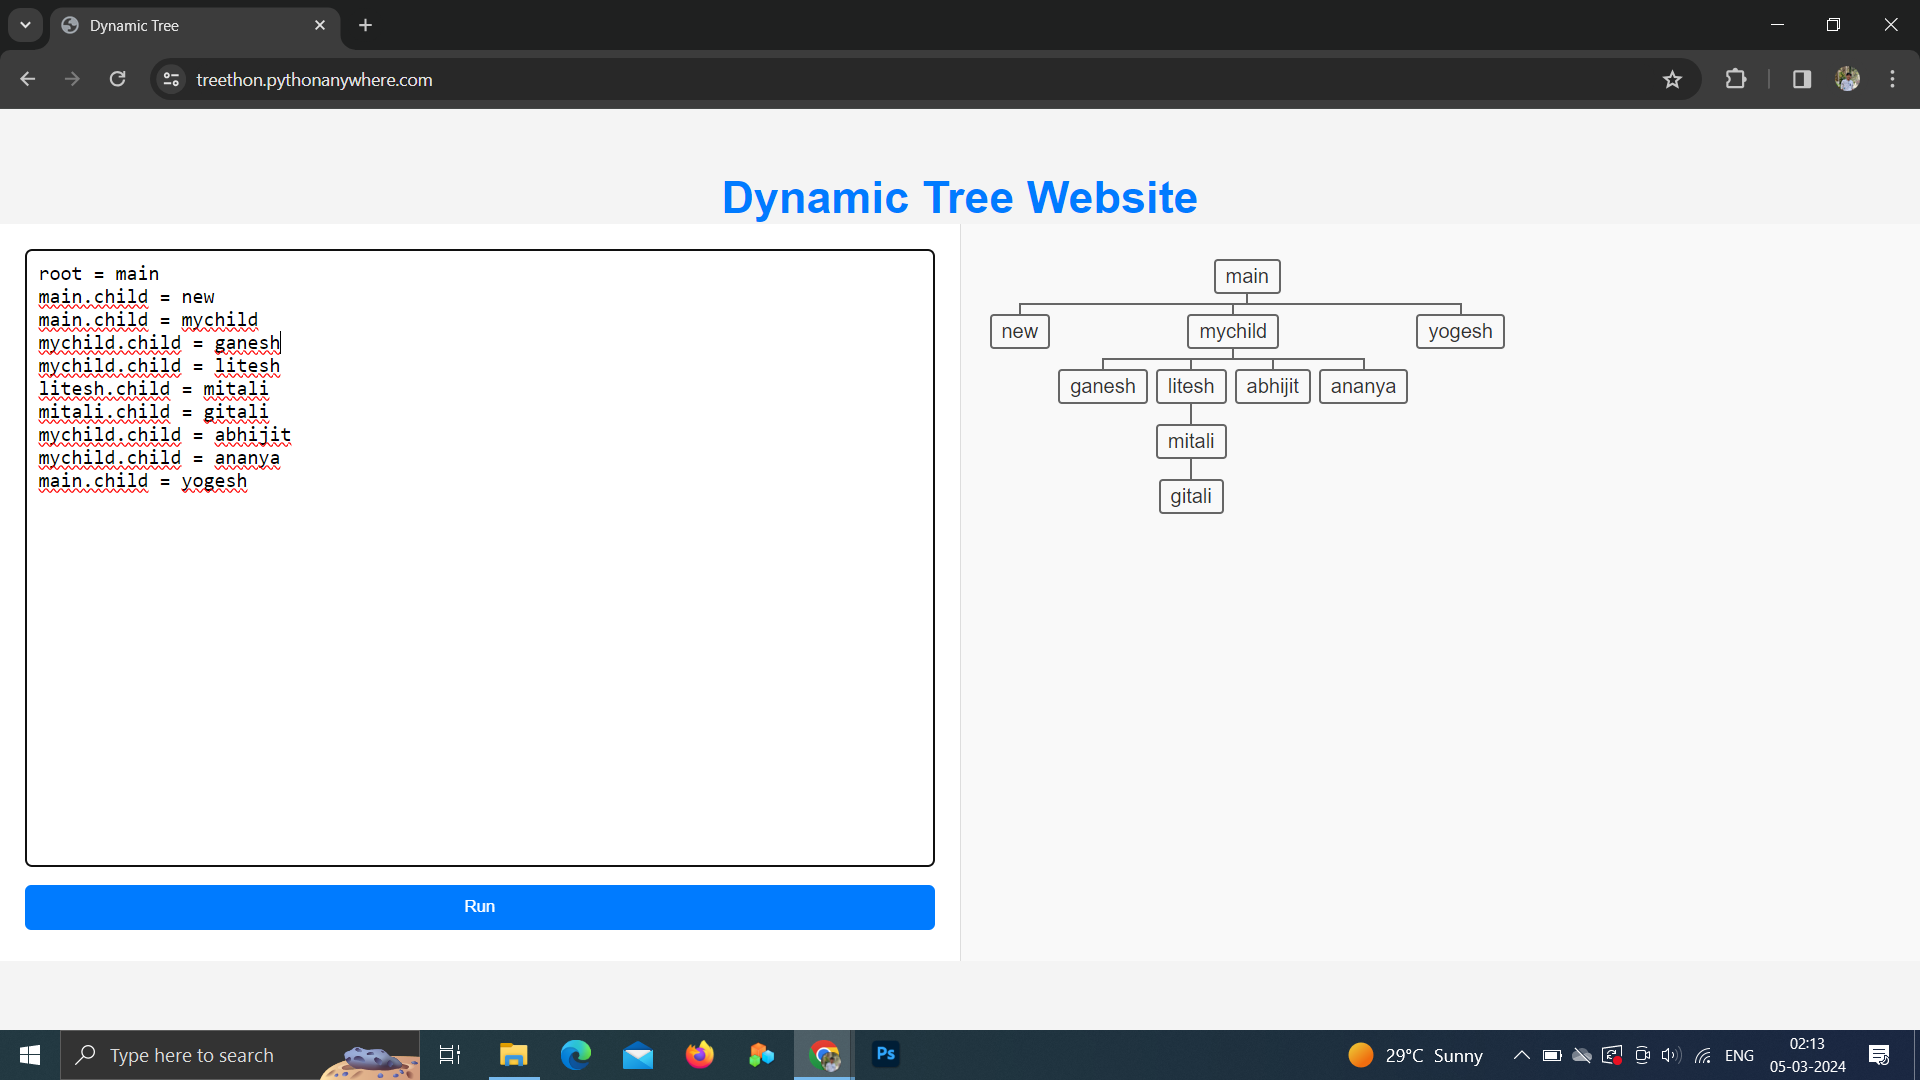 Dynamic Tree
treethon.pythonanywhere.com
Dynamic Tree Website
root = main
main.child = new
main.child = mychild
mychild.child = ganesh
mychild.child = litesh
litesh.child = mitali
mitali.child = gitali
mychild.child = abhijit
mychild.child = ananya
main.child = yogesh
Run
main
new mychild yogesh
ganesh litesh abhijit ananya
mitali
gitali
Type here to search
Ps
29°C Sunny
ENG
02:13
05-03-2024